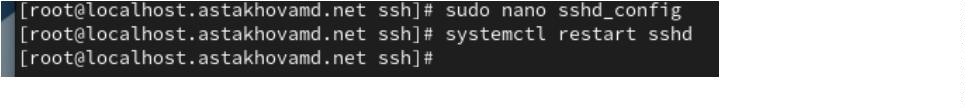 [root@localhost.astakhovamd.net ssh]# sudo nano sshd_config
[root@localhost.astakhovamd.net ssh]# systemctl restart sshd
[root@localhost.astakhovamd.net ssh]#